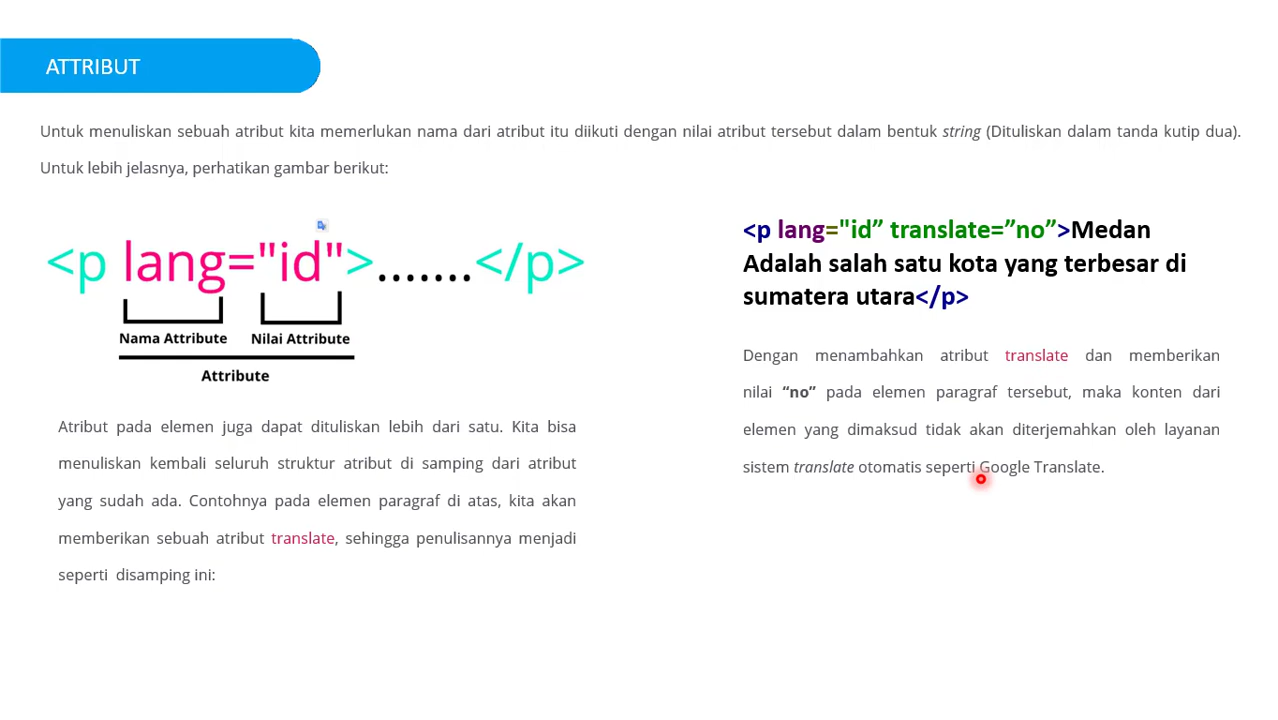 ATTRIBUT
Untuk menuliskan sebuah atribut kita memerlukan nama dari atribut itu diikuti dengan nilai atribut tersebut dalam bentuk string (Dituliskan dalam tanda kutip dua).
Untuk lebih jelasnya, perhatikan gambar berikut:
<p lang="id">.......</p>
Nama Attribute Nilai Attribute
Attribute
Atribut pada elemen juga dapat dituliskan lebih dari satu. Kita bisa
menuliskan kembali seluruh struktur atribut di samping dari atribut
yang sudah ada. Contohnya pada elemen paragraf di atas, kita akan
memberikan sebuah atribut translate, sehingga penulisannya menjadi
seperti disamping ini:
<p lang="id” translate=”no”>Medan
Adalah salah satu kota yang terbesar di
sumatera utara</p>
Dengan menambahkan atribut translate dan memberikan
nilai “no” pada elemen paragraf tersebut, maka konten dari
elemen yang dimaksud tidak akan diterjemahkan oleh layanan
sistem translate otomatis seperti Google Translate.